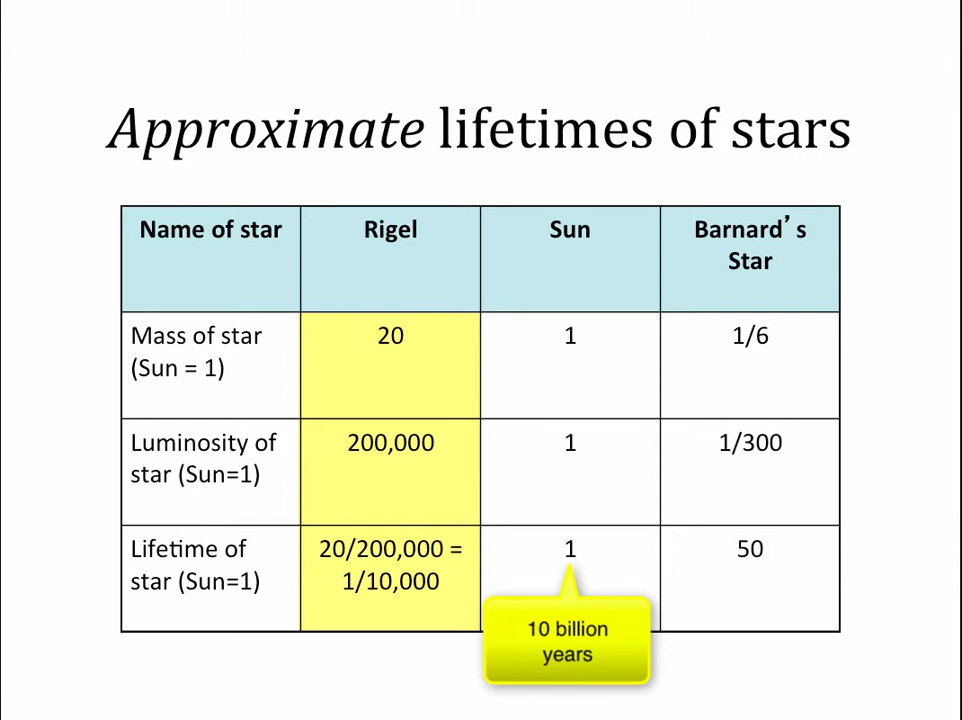 Approximate lifetimes of stars
Name of star Rigel Sun Barnard’s
Star
Mass of star 20 1 1/6
(Sun = 1)
Luminosity of 200,000 1 1/300
star (Sun=1)
Lifetime of 20/200,000 = 1 50
star (Sun=1) 1/10,000
10 billion
years